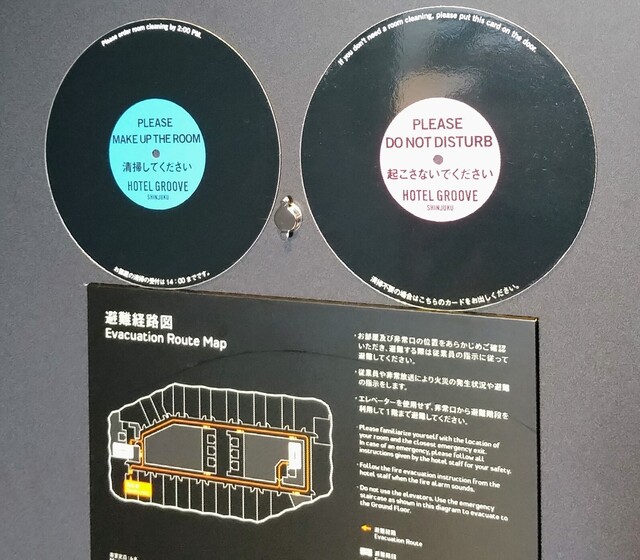 Please order room cleaning by 2:00 PM.
PLEASE
MAKE UP THE ROOM
清掃してください
HOTEL GROOVE
SHINJUKU
お部屋の清掃の受付は14:00までです。
If you don't need a room cleaning, please put this card on the door.
PLEASE
DO NOT DISTURB
起こさないでください
HOTEL GROOVE
SHINJUKU
清掃不要の場合はこちらのカードをお出しください。
避難経路図
Evacuation Route Map
・お部屋及び非常口の位置をあらかじめご確認
いただき、避難する際は従業員の指示に従って
避難してください。
・従業員や非常放送により火災の発生状況や避難
の指示をします。
・エレベーターを使用せず、非常口から避難階段を
利用して1階まで避難してください。
・Please familiarize yourself with the location of
your room and the closest emergency exit.
In case of an emergency, please follow all
instructions given by the hotel staff for your safety.
・Follow the fire evacuation instruction from the
hotel staff when the fire alarm sounds.
・Do not use the elevators. Use the emergency
staircase as shown in this diagram to evacuate to
the Ground Floor.
避難経路
Evacuation Route